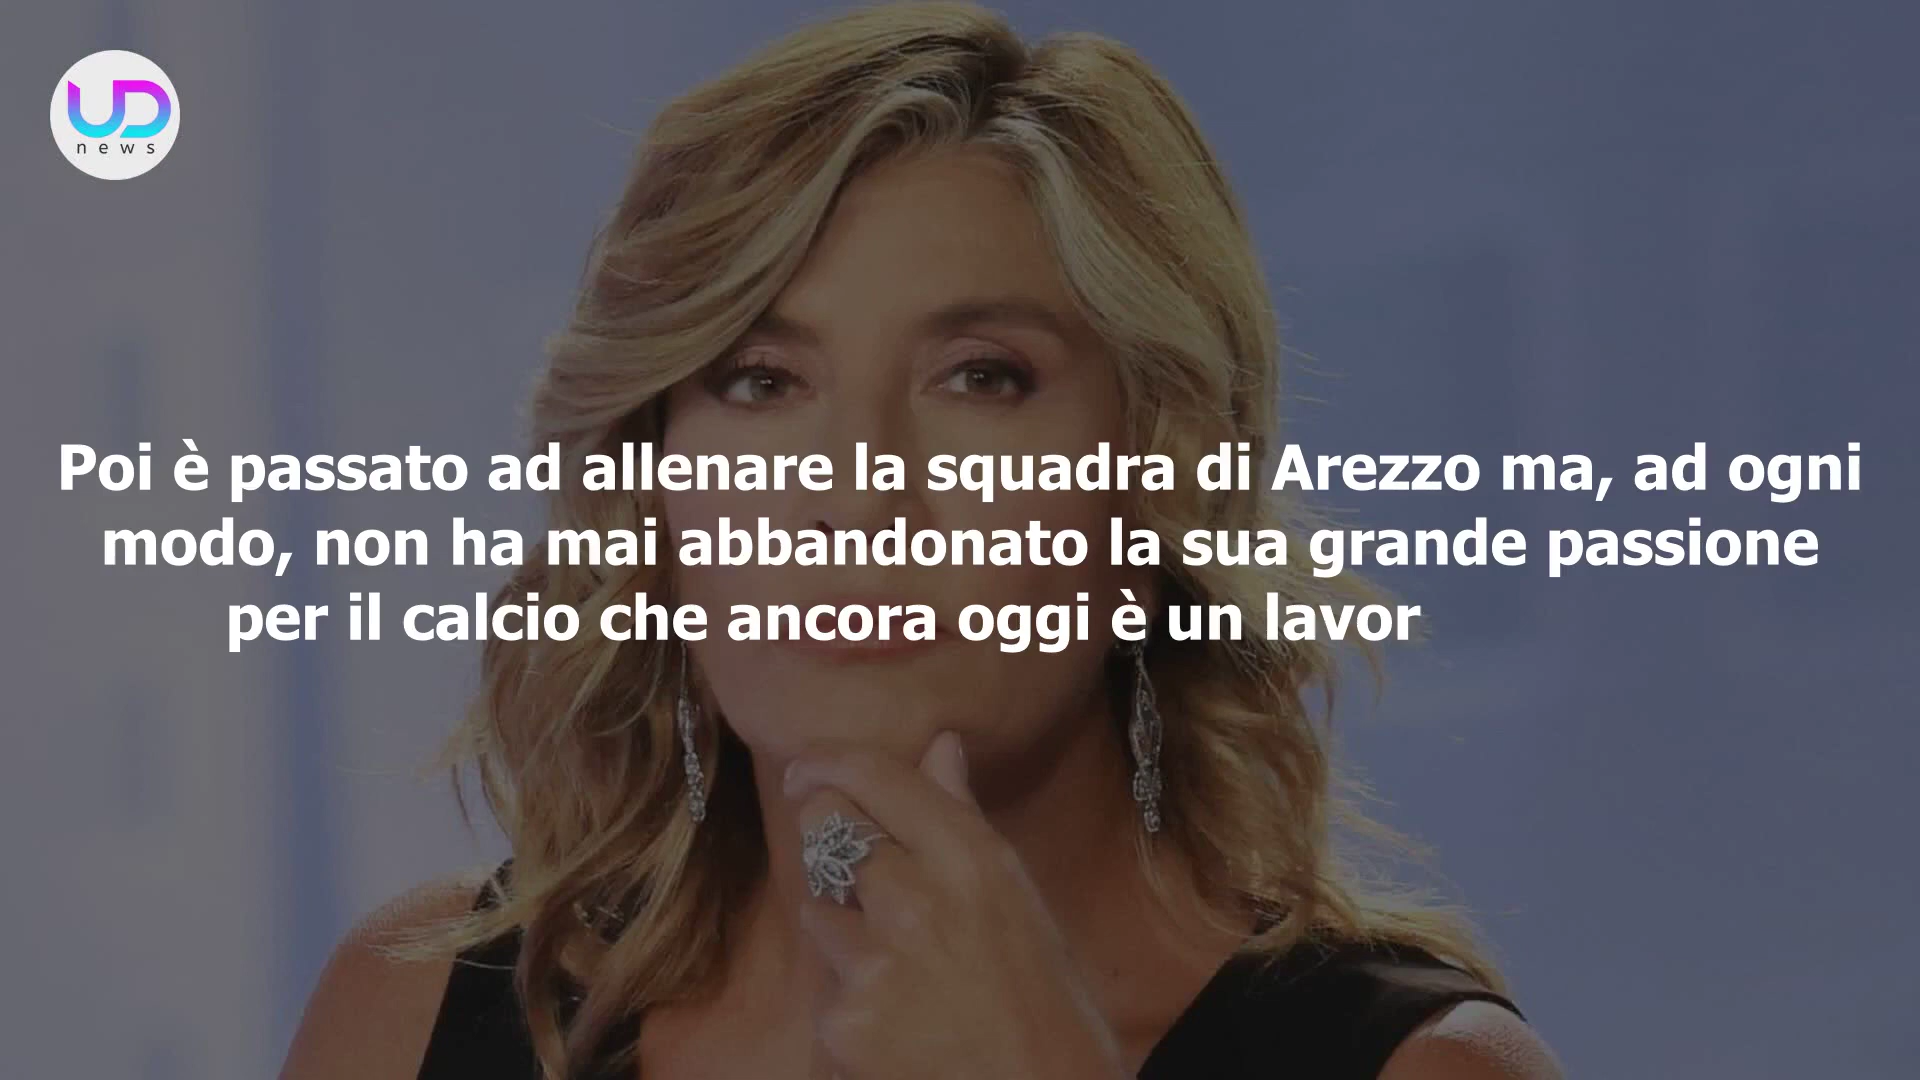 UD
news
Poi è passato ad allenare la squadra di Arezzo ma, ad ogni
modo, non ha mai abbandonato la sua grande passione
per il calcio che ancora oggi è un lavor